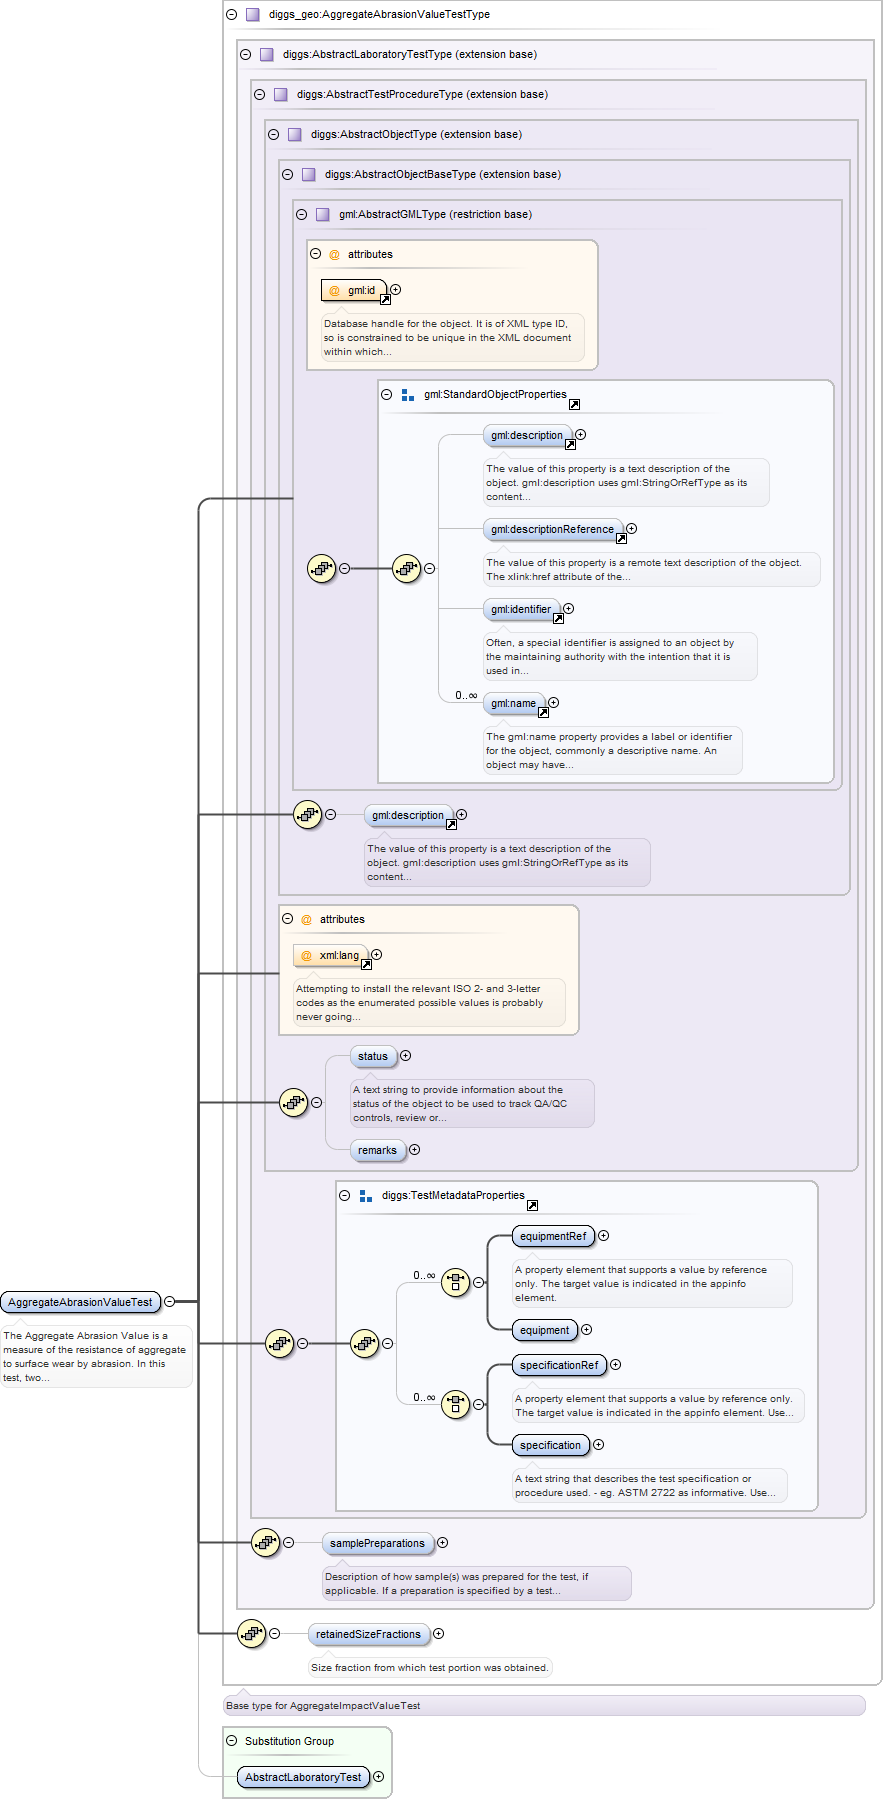 diggs_geo:AggregateAbrasionValueTestType
diggs:AbstractLaboratoryTestType (extension base)
diggs:AbstractTestProcedureType (extension base)
diggs:AbstractObjectType (extension base)
diggs:AbstractObjectBaseType (extension base)
gml:AbstractGMLType (restriction base)
@ attributes
@ gml:id
Database handle for the object. It is of XML type ID,
so is constrained to be unique in the XML document
within which...
gml:StandardObjectProperties
gml:description
The value of this property is a text description of the
object. gml:description uses gml:StringOrRefType as its
content...
gml:descriptionReference
The value of this property is a remote text description of the object.
The xlink:href attribute of the...
gml:identifier
Often, a special identifier is assigned to an object by
the maintaining authority with the intention that it is
used in...
0..∞
gml:name
The gml:name property provides a label or identifier
for the object, commonly a descriptive name. An
object may have...
gml:description
The value of this property is a text description of the
object. gml:description uses gml:StringOrRefType as its
content...
@ attributes
@ xml:lang
Attempting to install the relevant ISO 2- and 3-letter
codes as the enumerated possible values is probably
never going...
status
A text string to provide information about the
status of the object to be used to track QA/QC
controls, review or...
remarks
diggs:TestMetadataProperties
equipmentRef
A property element that supports a value by reference
only. The target value is indicated in the appinfo
element.
0..∞
equipment
AggregateAbrasionValueTest
The Aggregate Abrasion Value is a
measure of the resistance of aggregate
to surface wear by abrasion. In this
test, two...
specificationRef
A property element that supports a value by reference only.
The target value is indicated in the appinfo element. Use...
0..∞
specification
A text string that describes the test specification or
procedure used. - eg. ASTM 2722 as informative. Use...
samplePreparations
Description of how sample(s) was prepared for the test, if
applicable. If a preparation is specified by a test...
retainedSizeFractions
Size fraction from which test portion was obtained.
Base type for AggregateImpactValueTest
Substitution Group
AbstractLaboratoryTest